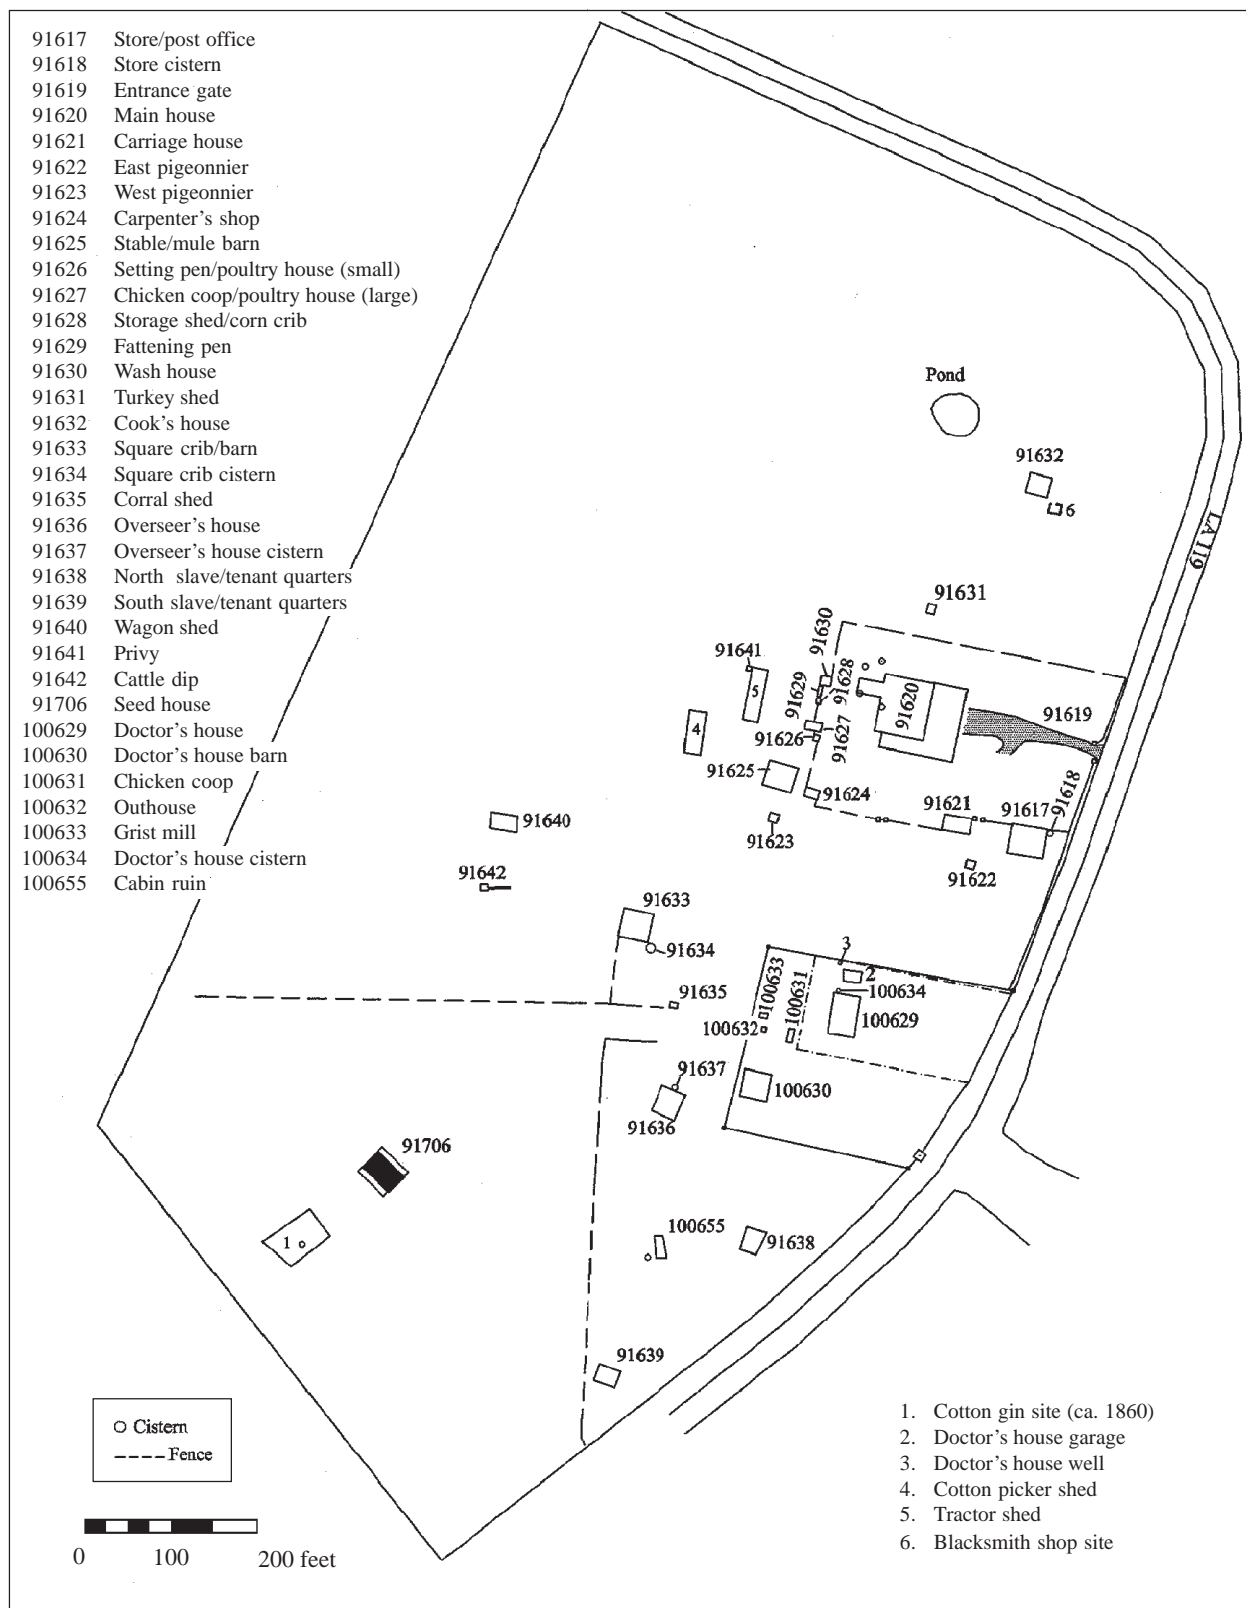 91617 Store/post office
91618 Store cistern
91619 Entrance gate
91620 Main house
91621 Carriage house
91622 East pigeonnier
91623 West pigeonnier
91624 Carpenter's shop
91625 Stable/mule barn
91626 Setting pen/poultry house (small)
91627 Chicken coop/poultry house (large)
91628 Storage shed/corn crib
91629 Fattening pen
91630 Wash house
91631 Turkey shed
91632 Cook's house
91633 Square crib/barn
91634 Square crib cistern
91635 Corral shed
91636 Overseer's house
91637 Overseer's house cistern
91638 North slave/tenant quarters
91639 South slave/tenant quarters
91640 Wagon shed
91641 Privy
91642 Cattle dip
91706 Seed house
100629 Doctor's house
100630 Doctor's house barn
100631 Chicken coop
100632 Outhouse
100633 Grist mill
100634 Doctor's house cistern
100655 Cabin ruin
Pond
91632
6
LA 119
91631
91630
91641
91629
91628
5
91620
91619
4
91627
91626
91625
91624
91621
91617
91618
91640
91623
91622
91642
91633
91634
3
2
100633
100631
100634
91635
100632
100629
91637
100630
91636
91706
1
100655
91638
91639
Cistern
Fence
0 100 200 feet
1. Cotton gin site (ca. 1860)
2. Doctor's house garage
3. Doctor's house well
4. Cotton picker shed
5. Tractor shed
6. Blacksmith shop site